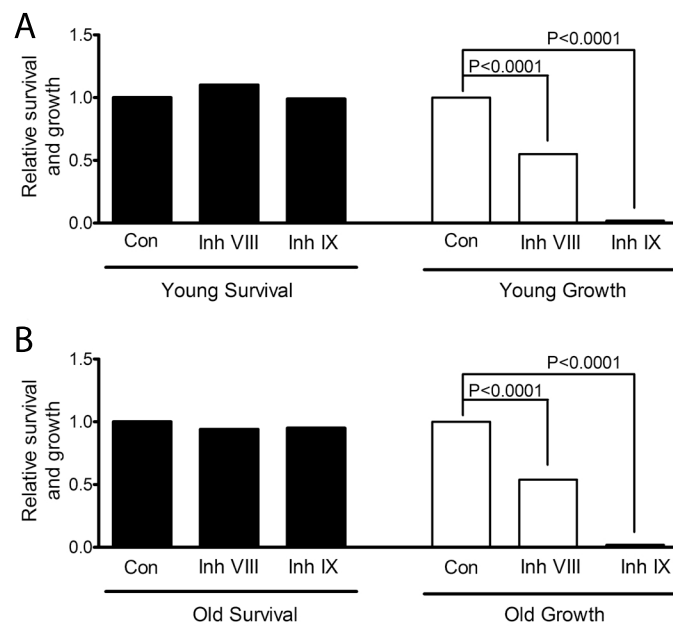 A
1.5
1.0
0.5
0.0
Relative survival
and growth
P<0.0001
P<0.0001
Con Inh VIII Inh IX Con Inh VIII Inh IX
Young Survival Young Growth
B
1.5
1.0
0.5
0.0
Relative survival
and growth
P<0.0001
P<0.0001
Con Inh VIII Inh IX Con Inh VIII Inh IX
Old Survival Old Growth